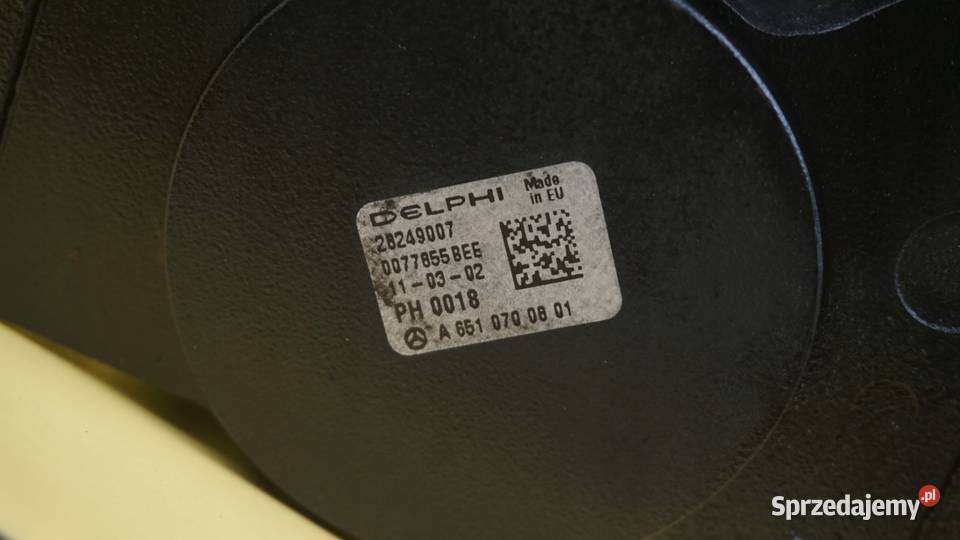 DELPHI
Made
in EU
28249007
0077855BEE
11-03-02
PH 0018
A 651 070 08 01
Sprzedajemy.pl